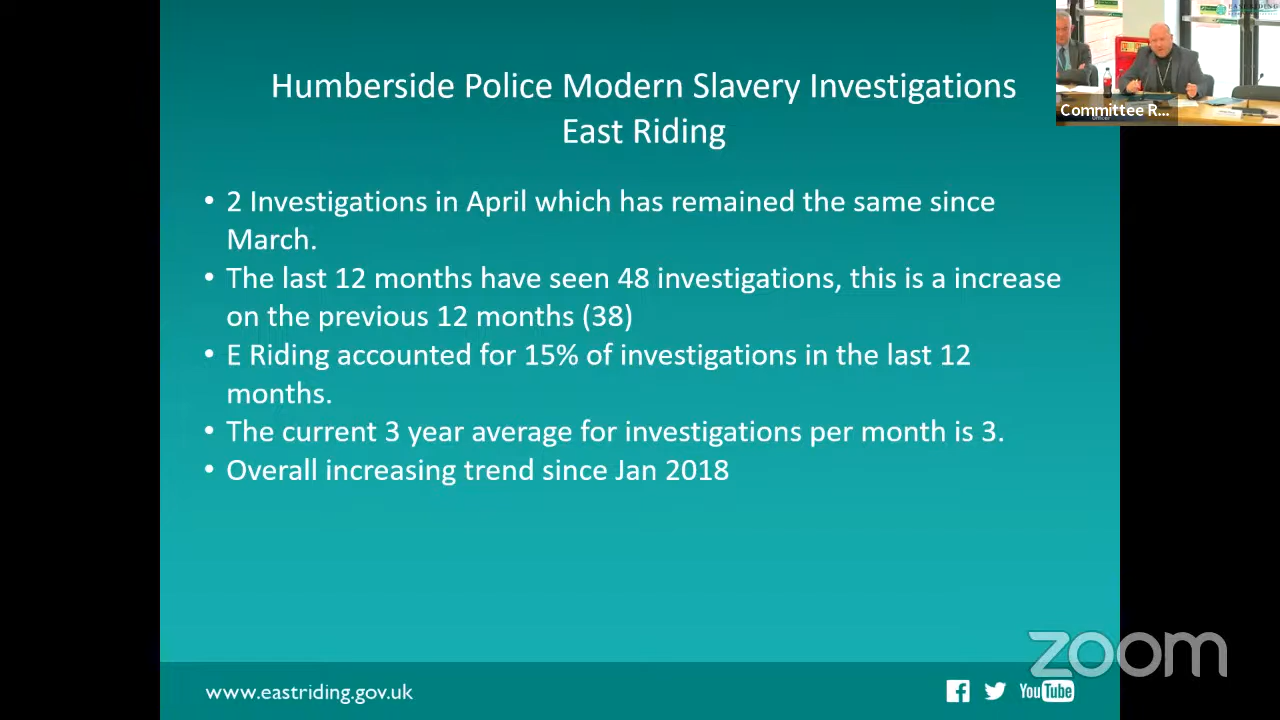 Humberside Police Modern Slavery Investigations
East Riding
• 2 Investigations in April which has remained the same since
March.
• The last 12 months have seen 48 investigations, this is a increase
on the previous 12 months (38)
• E Riding accounted for 15% of investigations in the last 12
months.
• The current 3 year average for investigations per month is 3.
• Overall increasing trend since Jan 2018
Committee R...
zoom
www.eastriding.gov.uk
YouTube